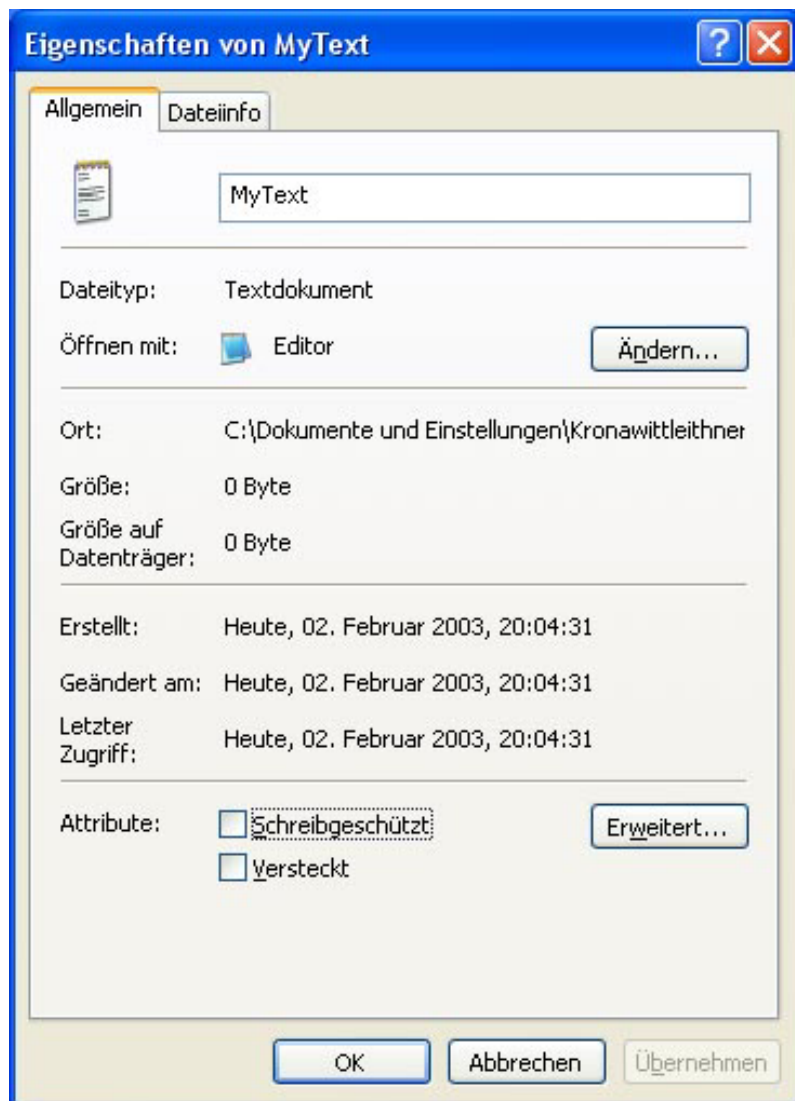 Eigenschaften von MyText
?
Allgemein Dateiinfo
MyText
Dateityp: Textdokument
Öffnen mit: Editor Ändern...
Ort: C:\Dokumente und Einstellungen\Kronawittleithner
Größe: 0 Byte
Größe auf
Datenträger: 0 Byte
Erstellt: Heute, 02. Februar 2003, 20:04:31
Geändert am: Heute, 02. Februar 2003, 20:04:31
Letzter
Zugriff: Heute, 02. Februar 2003, 20:04:31
Attribute: Schreibgeschützt Erweitert...
Versteckt
OK Abbrechen Übernehmen